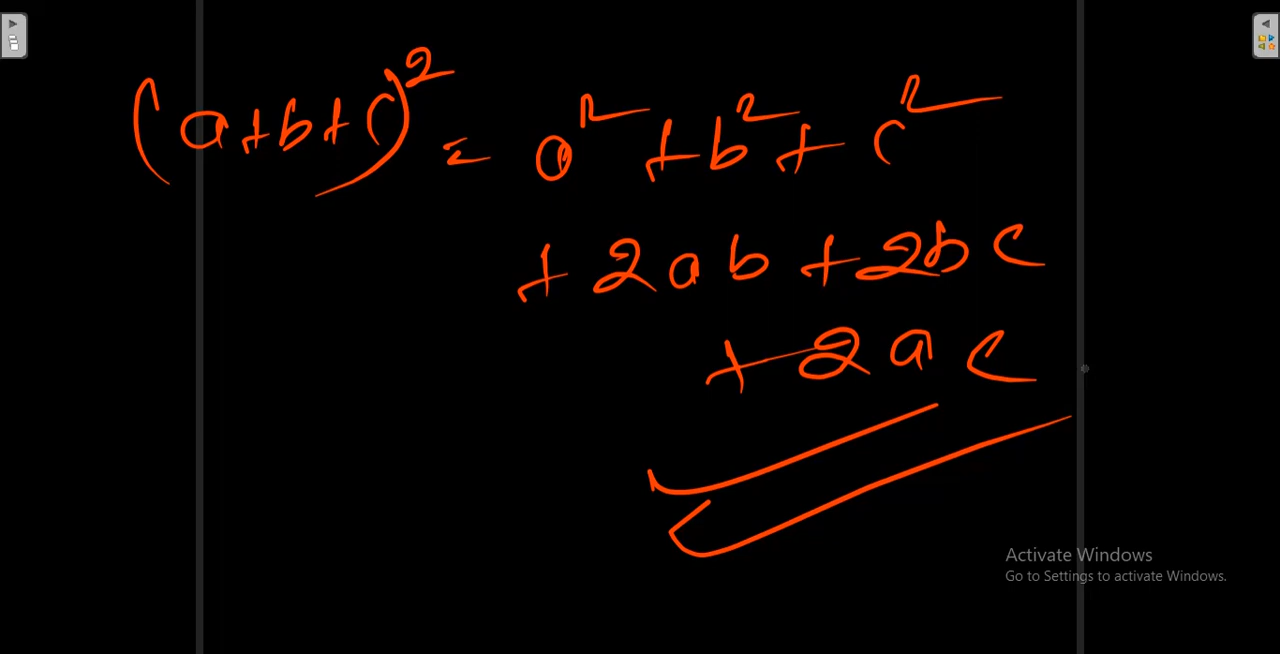 (a+b+c)² = a² + b² + c²
+ 2ab + 2bc
+ 2ac
Activate Windows
Go to Settings to activate Windows.